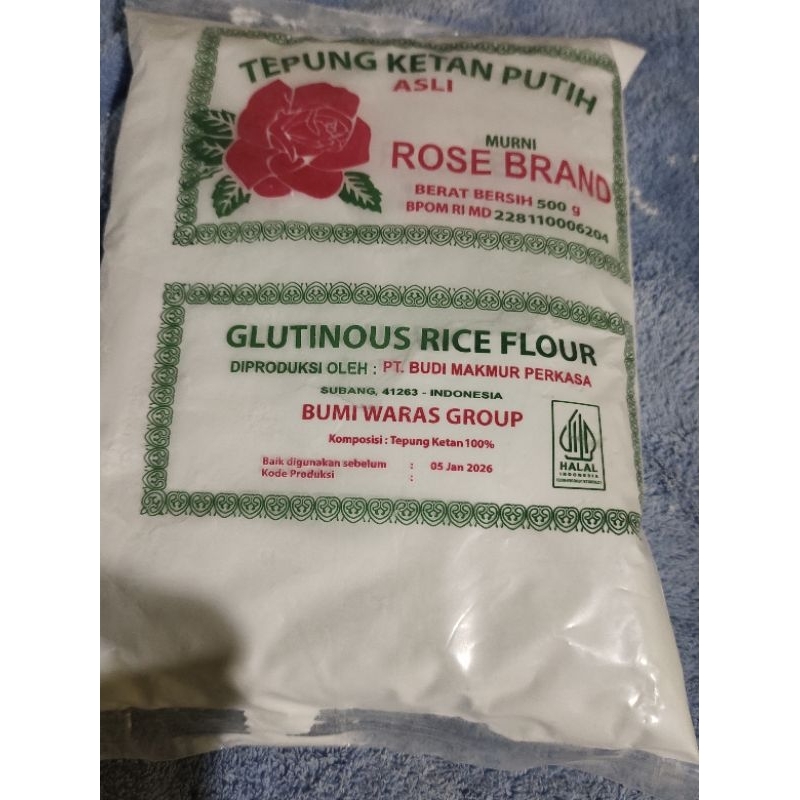 TEPUNG KETAN PUTIH
ASLI
MURNI
ROSE BRAND
BERAT BERSIH 500 g
BPOM RI MD 228110006204
GLUTINOUS RICE FLOUR
DIPRODUKSI OLEH : PT. BUDI MAKMUR PERKASA
SUBANG, 41263 - INDONESIA
BUMI WARAS GROUP
Komposisi : Tepung Ketan 100%
Baik digunakan sebelum : 05 Jan 2026
Kode Produksi :
HALAL
INDONESIA